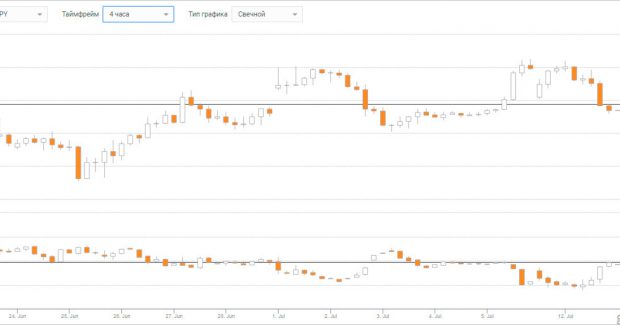 PY Таймфрейм 4 часа Тип графика Свечной
24. Jun 25. Jun 26. Jun 27. Jun 28. Jun 1. Jul 2. Jul 3. Jul 4. Jul 5. Jul 12. Jul